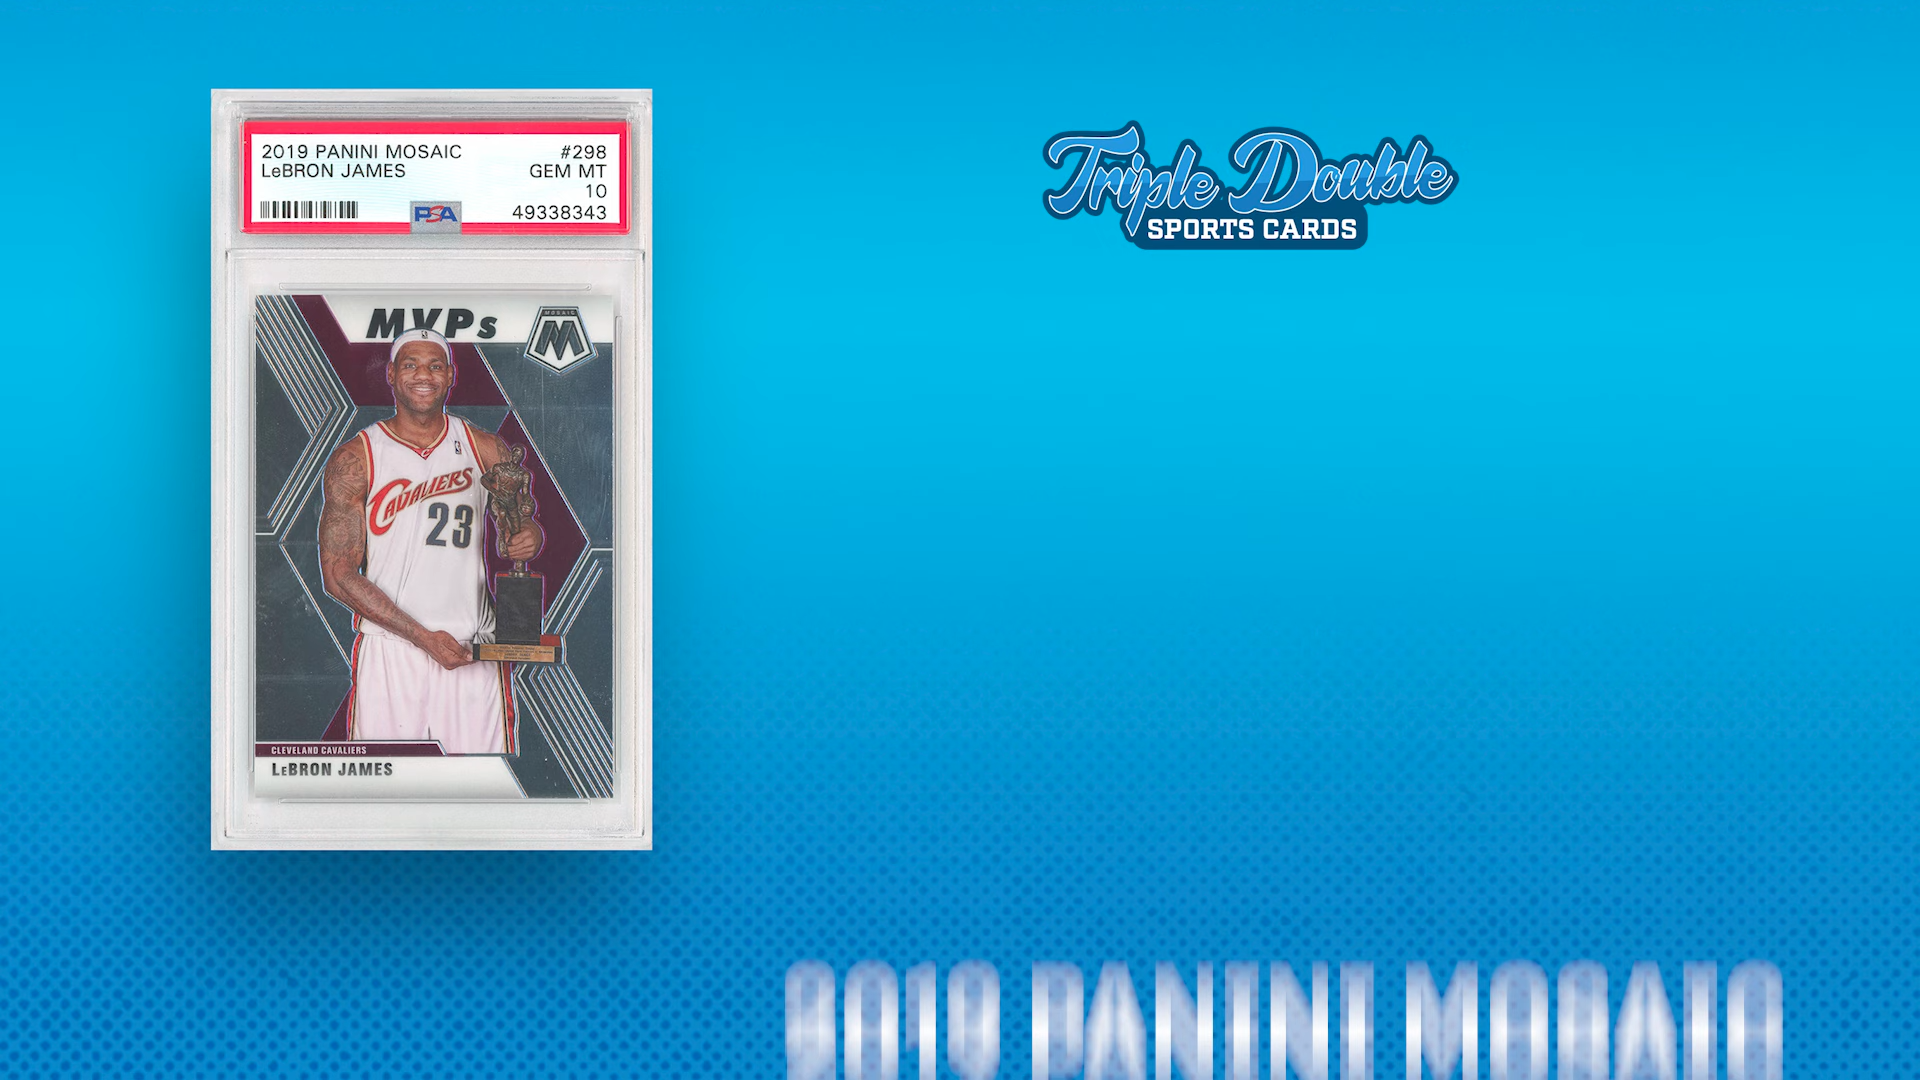 2019 PANINI MOSAIC #298
LeBRON JAMES GEM MT
10
PSA 49338343
MVPs
MOSAIC
M
CAVALIERS
23
CLEVELAND CAVALIERS
LeBRON JAMES
Triple Double
SPORTS CARDS
2019 PANINI MOSAIC